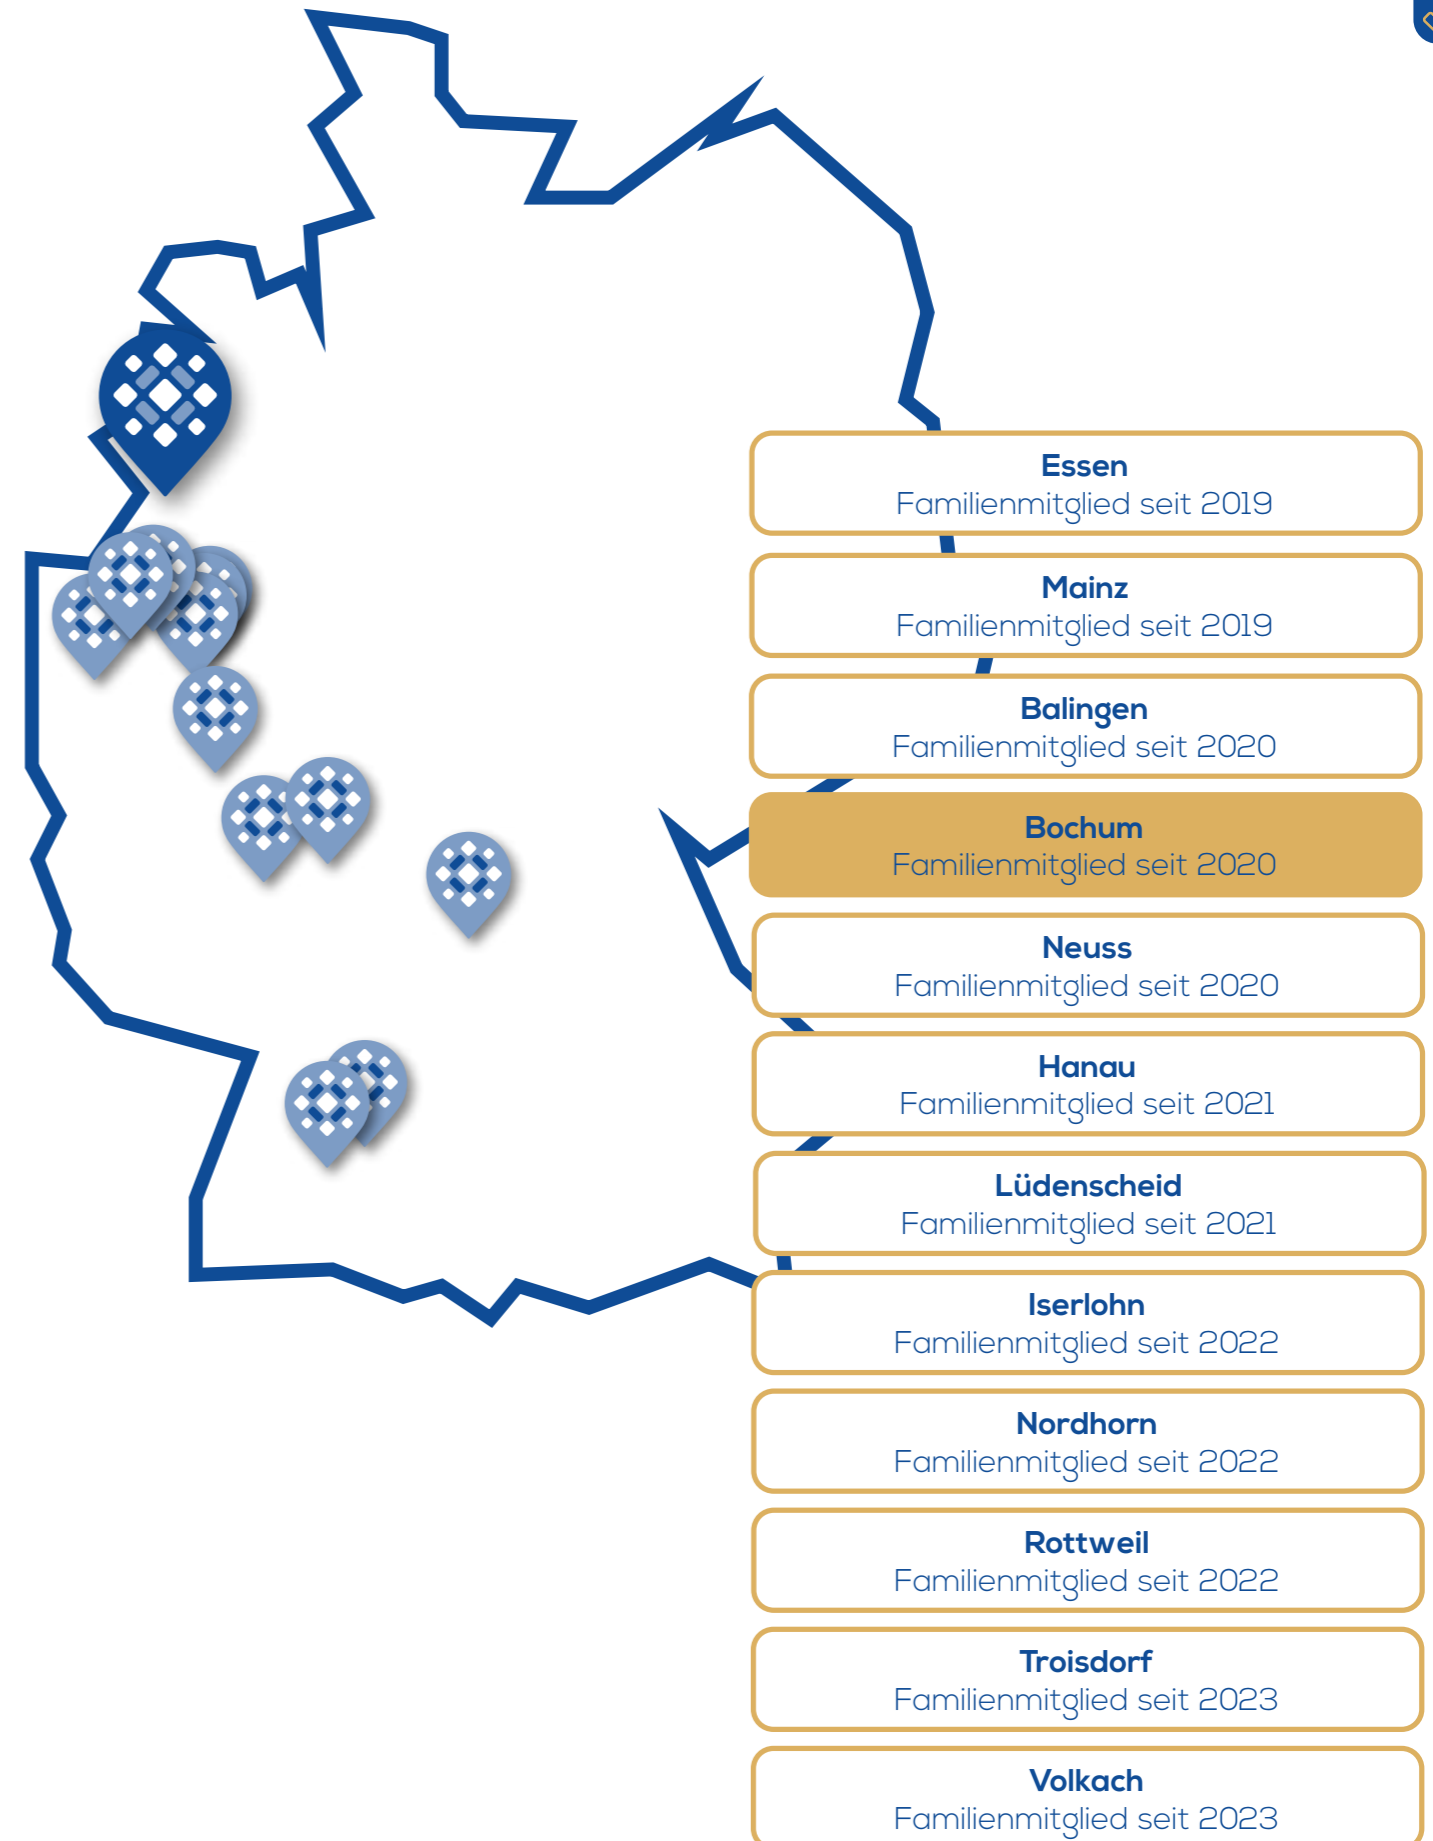 Essen
Familienmitglied seit 2019
Mainz
Familienmitglied seit 2019
Balingen
Familienmitglied seit 2020
Bochum
Familienmitglied seit 2020
Neuss
Familienmitglied seit 2020
Hanau
Familienmitglied seit 2021
Lüdenscheid
Familienmitglied seit 2021
Iserlohn
Familienmitglied seit 2022
Nordhorn
Familienmitglied seit 2022
Rottweil
Familienmitglied seit 2022
Troisdorf
Familienmitglied seit 2023
Volkach
Familienmitglied seit 2023